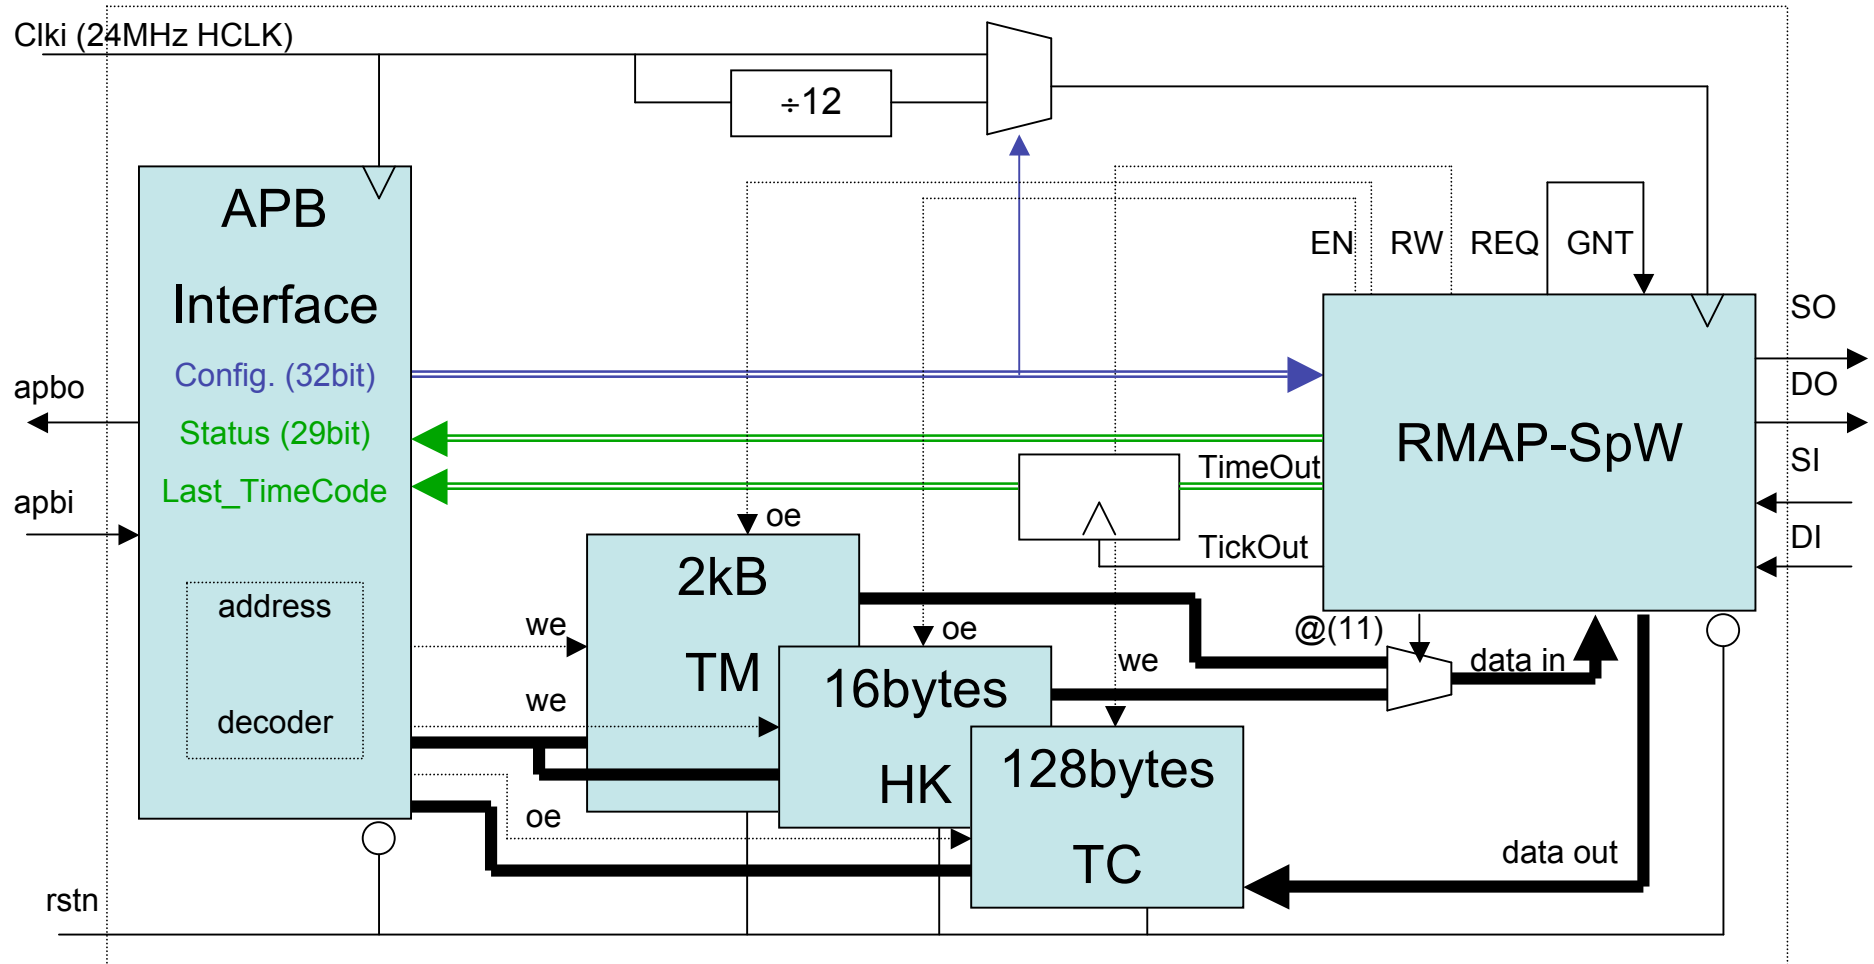 Clki (24MHz HCLK)
÷12
APB
Interface
Config. (32bit)
Status (29bit)
Last_TimeCode
address
decoder
apbo
apbi
rstn
EN
RW
REQ
GNT
SO
DO
SI
DI
RMAP-SpW
TimeOut
TickOut
@(11)
data in
data out
oe
oe
we
we
we
oe
2kB
TM
16bytes
HK
128bytes
TC